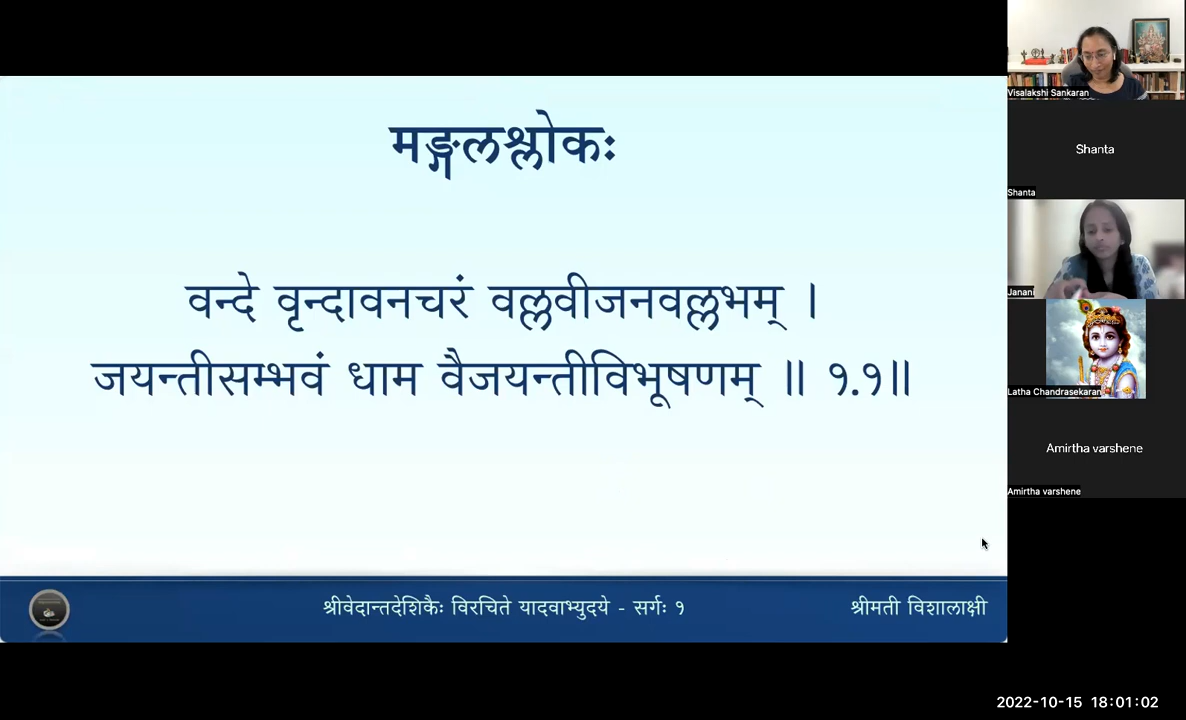 मङ्गलश्लोकः
वन्दे वृन्दावनचरं वल्लवीजनवल्लभम् ।
जयन्तीसम्भवं धाम वैजयन्तीविभूषणम् ॥ १.१॥
श्रीवेदान्तदेशिकैः विरचिते यादवाभ्युदये - सर्गः १
श्रीमती विशालाक्षी
Visalakshi Sankaran
Shanta
Shanta
Janani
Latha Chandrasekaran
Amirtha varshene
Amirtha varshene
2022-10-15 18:01:02